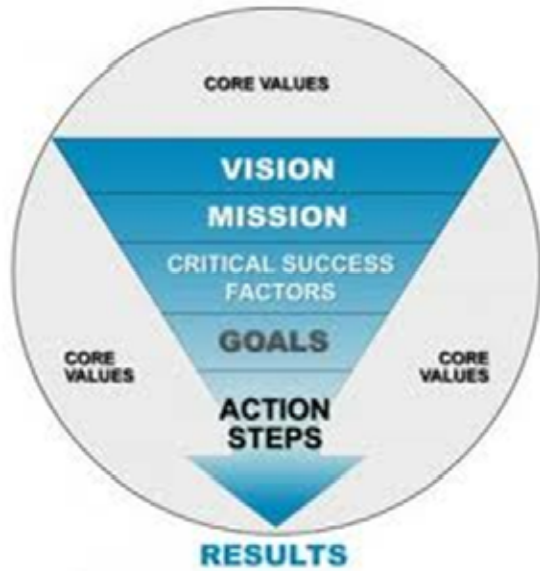 CORE VALUES
VISION
MISSION
CRITICAL SUCCESS
FACTORS
GOALS
CORE
VALUES
CORE
VALUES
ACTION
STEPS
RESULTS